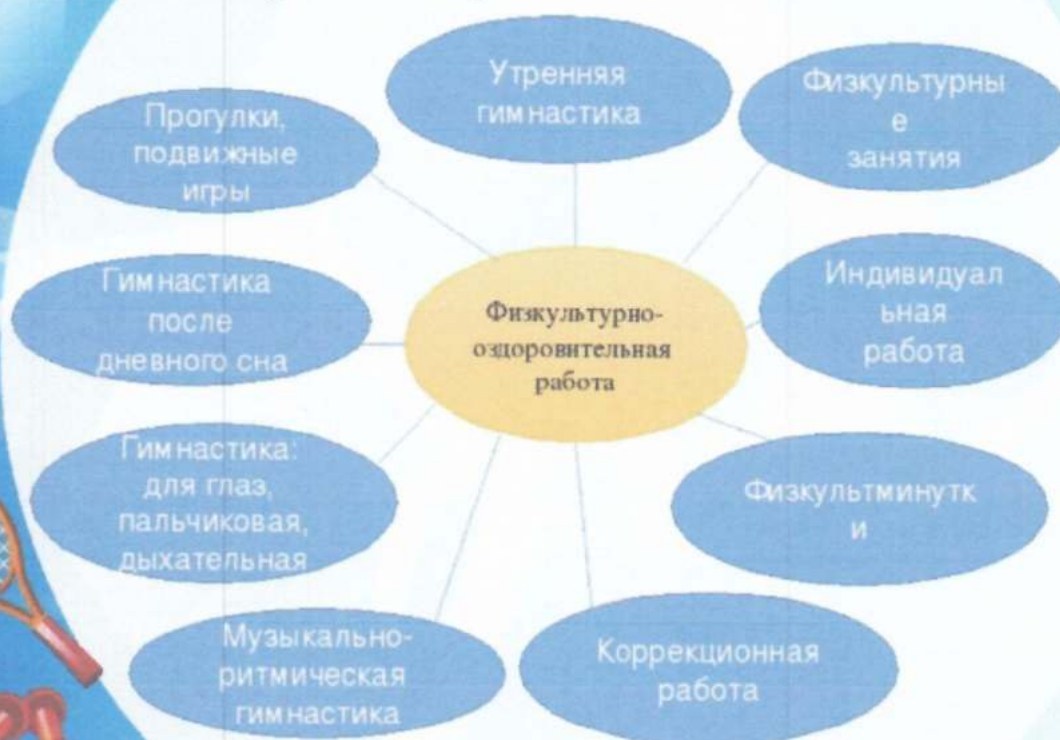 Утренняя
гимнастика
Физкультурны
е
занятия
Прогулки,
подвижные
игры
Гимнастика
после
дневного сна
Физкультурно-
оздоровительная
работа
Индивидуал
ьная
работа
Гимнастика:
для глаз,
пальчиковая,
дыхательная
Физкультминутк
и
Музыкально-
ритмическая
гимнастика
Коррекционная
работа